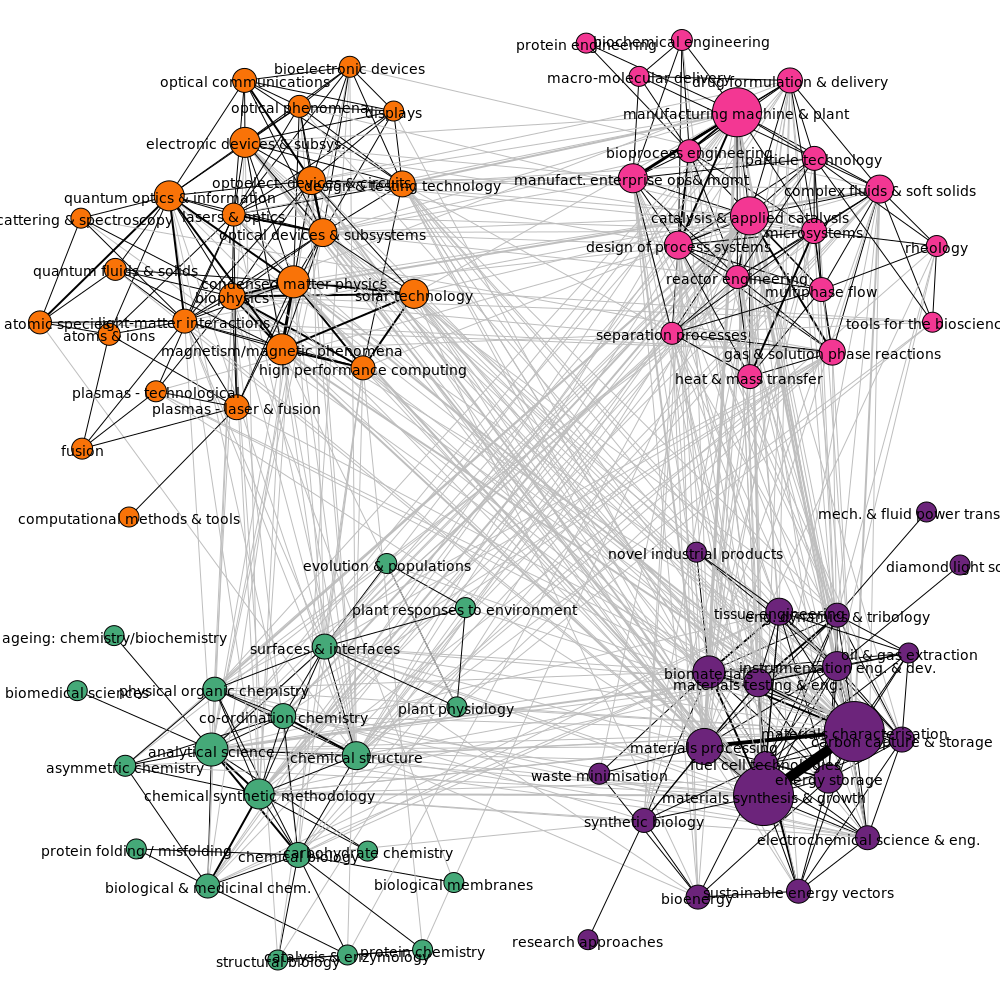 bioelectronic devices
optical communications
optical phenomena
displays
electronic devices & subsys.
optoelect. devices & circuits
design & testing technology
quantum optics & information
lasers & optics
cattering & spectroscopy
optical devices & subsystems
quantum fluids & solids
condensed matter physics
biophysics
solar technology
atomic species
light-matter interactions
atoms & ions
magnetism/magnetic phenomena
high performance computing
plasmas - technological
plasmas - laser & fusion
fusion
computational methods & tools
protein engineering
biochemical engineering
macro-molecular delivery
drug formulation & delivery
manufacturing machine & plant
bioprocess engineering
particle technology
manufact. enterprise ops& mgmt
complex fluids & soft solids
catalysis & applied catalysis
microsystems
design of process systems
rheology
reactor engineering
multiphase flow
separation processes
tools for the bioscienc
gas & solution phase reactions
heat & mass transfer
evolution & populations
plant responses to environment
ageing: chemistry/biochemistry
surfaces & interfaces
biomedical sciences
physical organic chemistry
plant physiology
co-ordination chemistry
analytical science
chemical structure
asymmetric chemistry
chemical synthetic methodology
protein folding / misfolding
chemical biology
carbohydrate chemistry
biological & medicinal chem.
biological membranes
structural biology
catalysis & enzymology
protein chemistry
mech. & fluid power trans
novel industrial products
diamond light so
tissue engineering
eng. dynamics & tribology
oil & gas extraction
biomaterials
instrumentation eng. & dev.
materials testing & eng.
materials characterisation
carbon capture & storage
materials processing
fuel cell technologies
waste minimisation
energy storage
materials synthesis & growth
synthetic biology
electrochemical science & eng.
bioenergy
sustainable energy vectors
research approaches